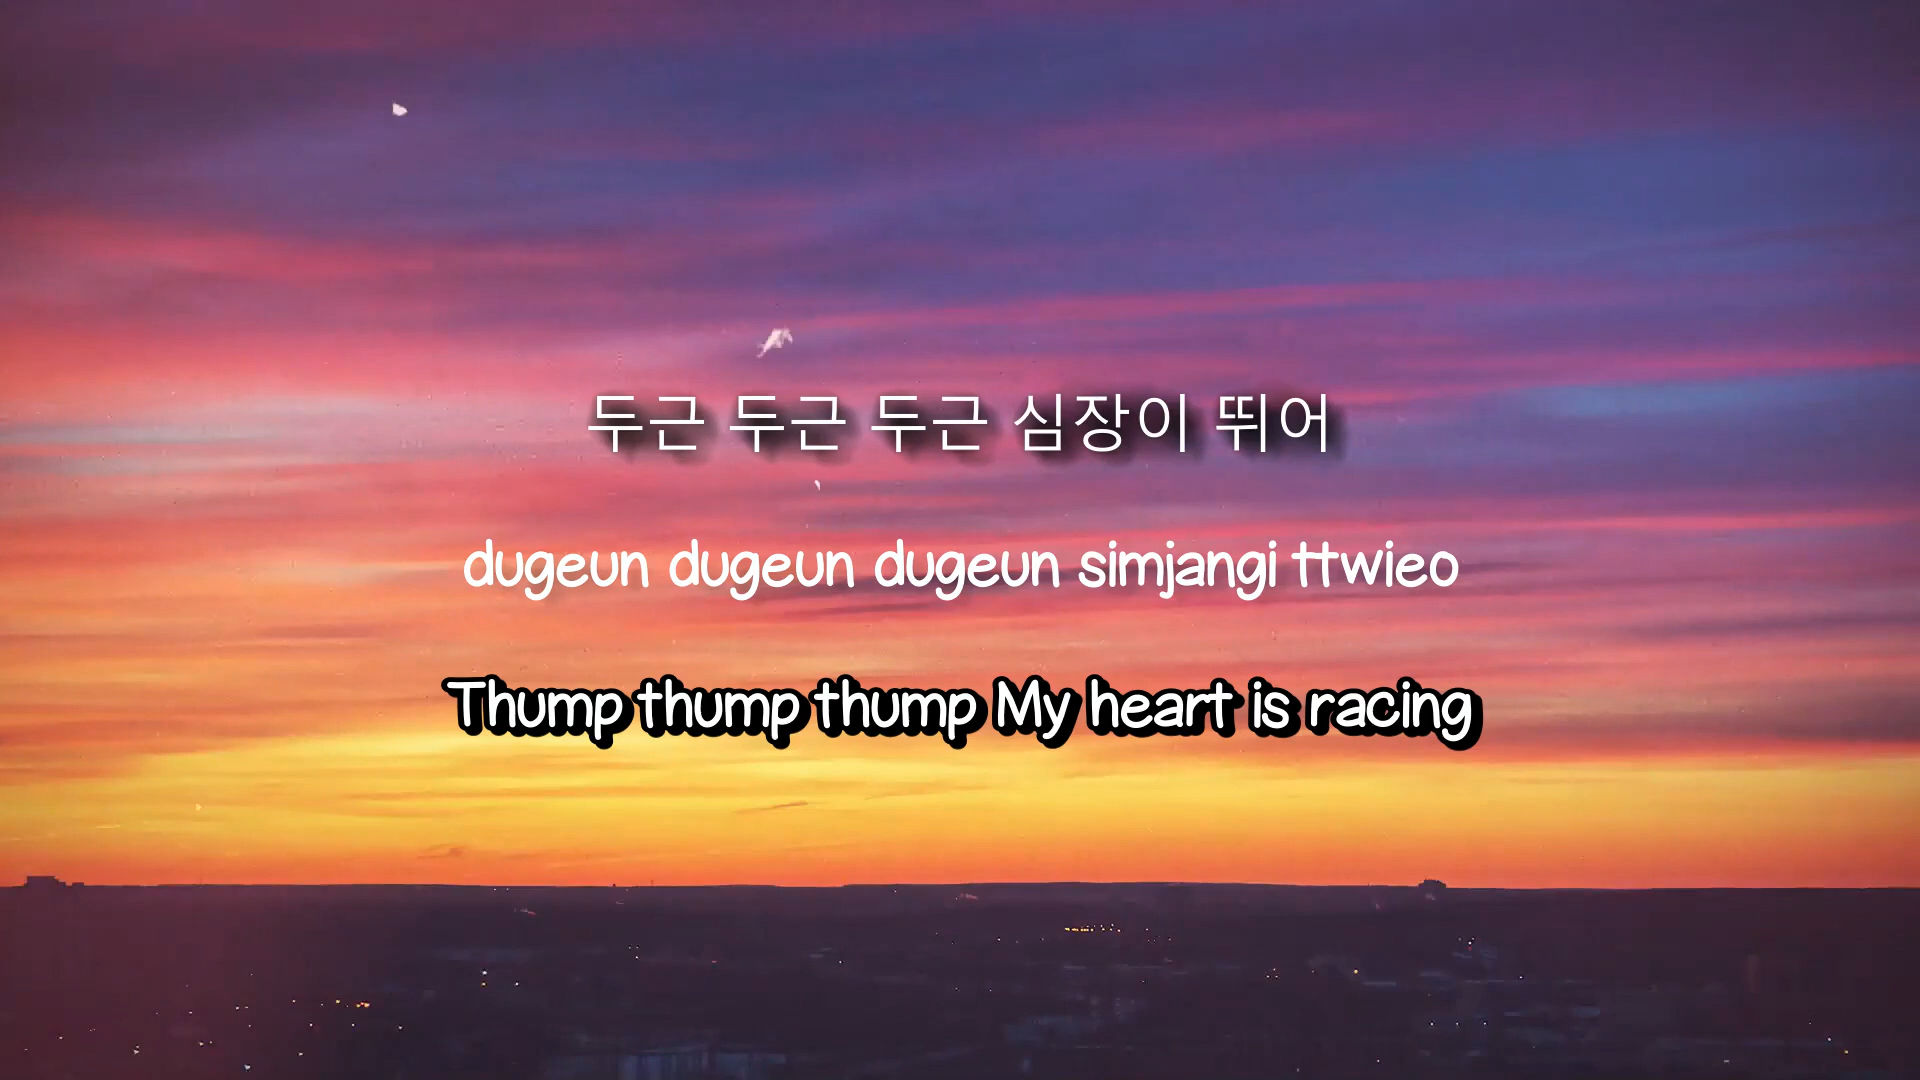 두근 두근 두근 심장이 뛰어
dugeun dugeun dugeun simjangi ttwieo
Thump thump thump My heart is racing